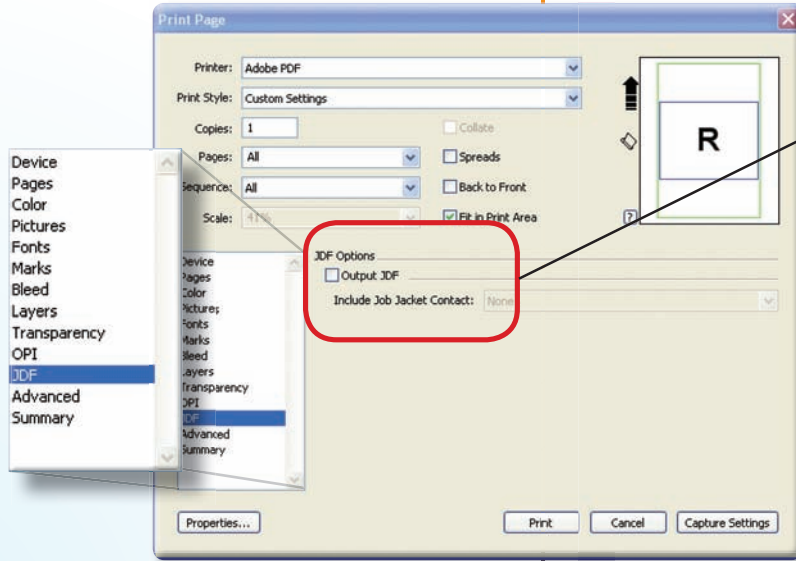 Print Page
Printer: Adobe PDF
Print Style: Custom Settings
Copies: 1
Collate
Pages: All
Spreads
Sequence: All
Back to Front
Scale: 41%
Fit in Print Area
R
?
Device
Pages
Color
Pictures
Fonts
Marks
Bleed
Layers
Transparency
OPI
JDF
Advanced
Summary
Device
Pages
Color
Pictures
Fonts
Marks
Bleed
Layers
Transparency
OPI
JDF
Advanced
Summary
JDF Options
Output JDF
Include Job Jacket Contact: None
Properties...
Print
Cancel
Capture Settings